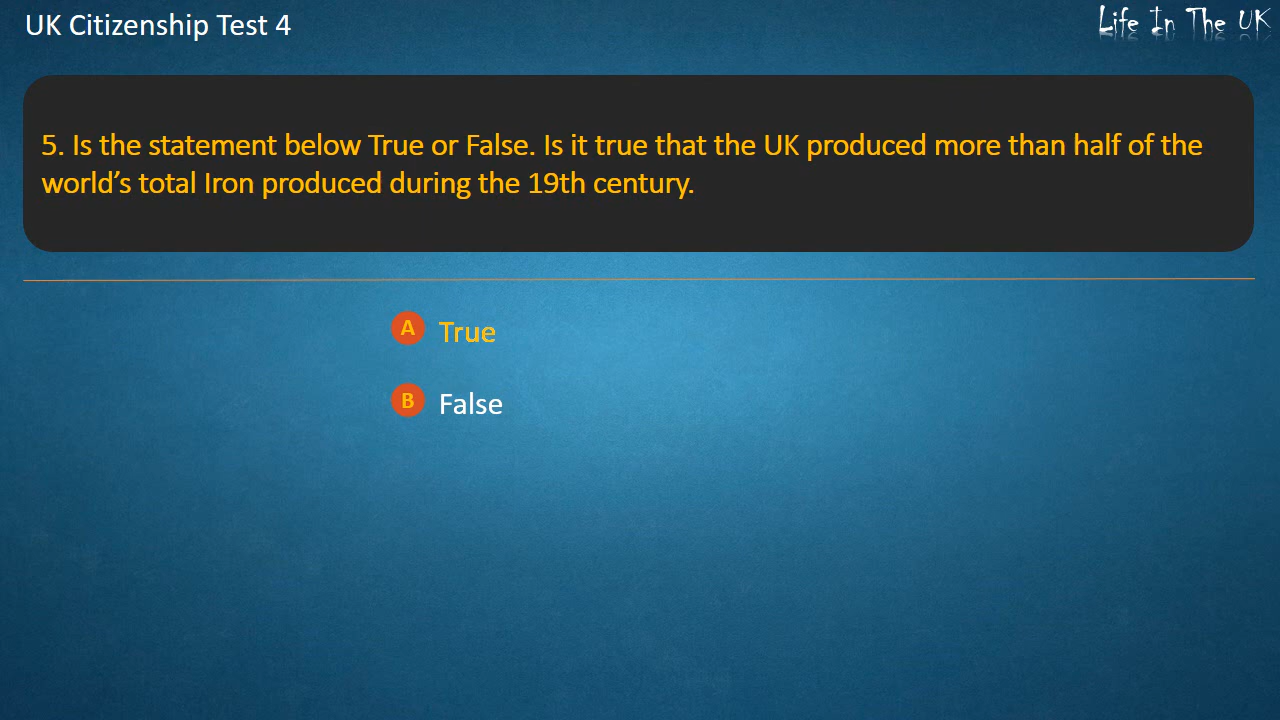 UK Citizenship Test 4
Life In The UK
5. Is the statement below True or False. Is it true that the UK produced more than half of the
world’s total Iron produced during the 19th century.
A True
B False